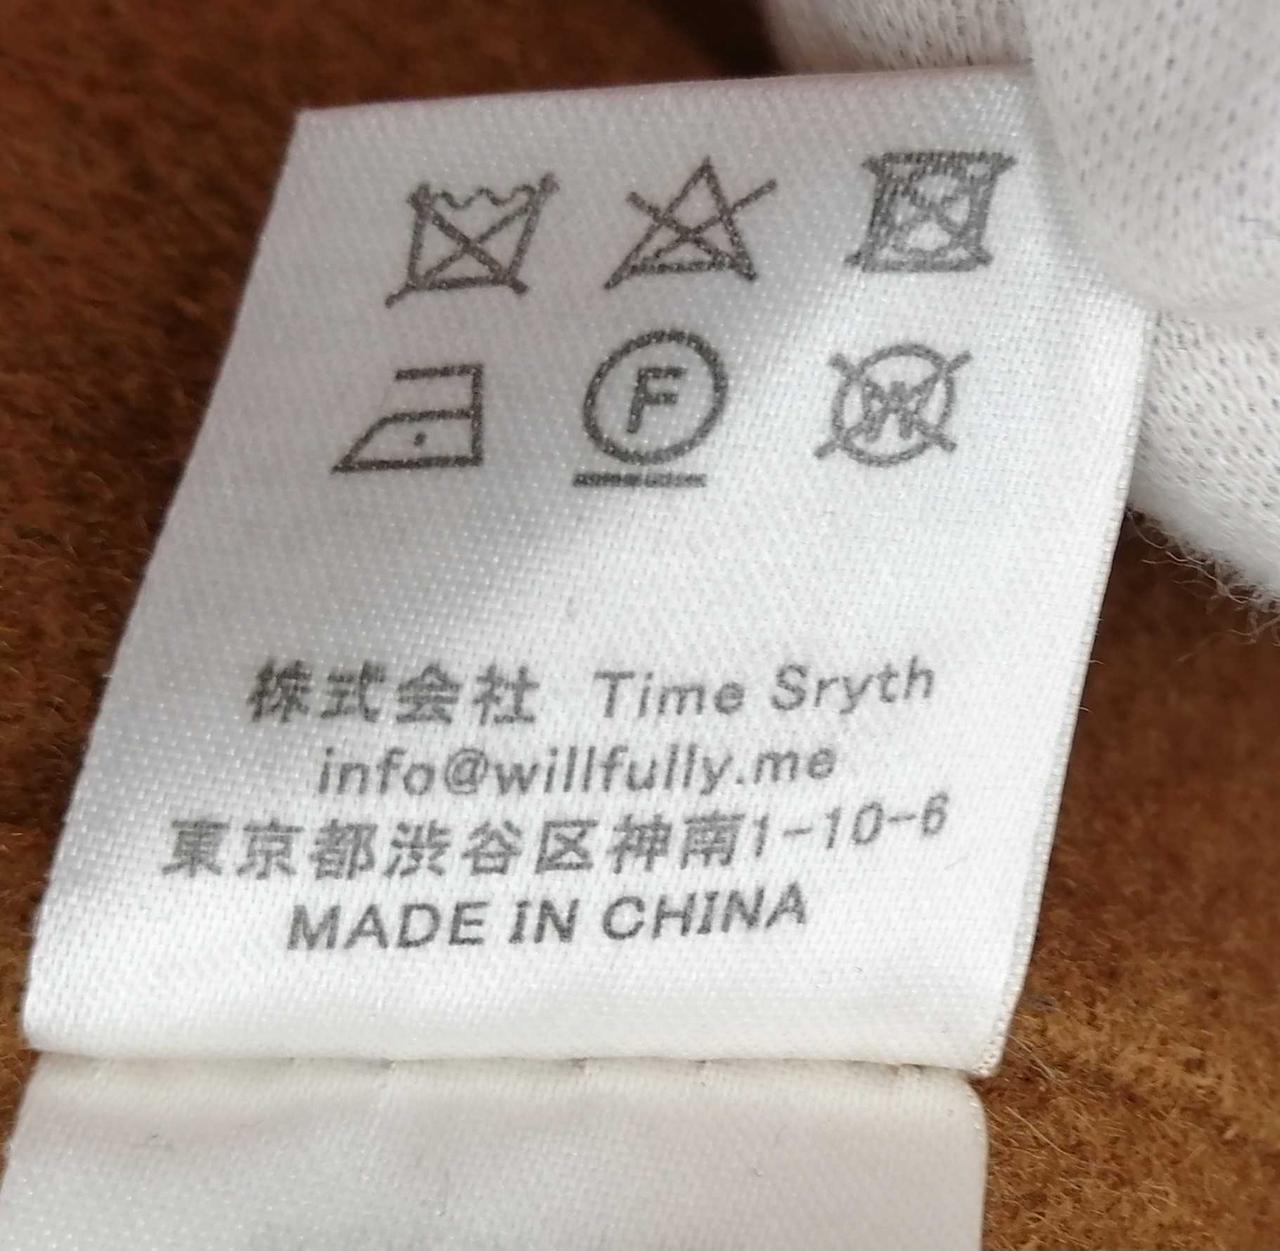 F
W
株式会社 Time Sryth
info@willfully.me
東京都渋谷区神南1-10-6
MADE IN CHINA